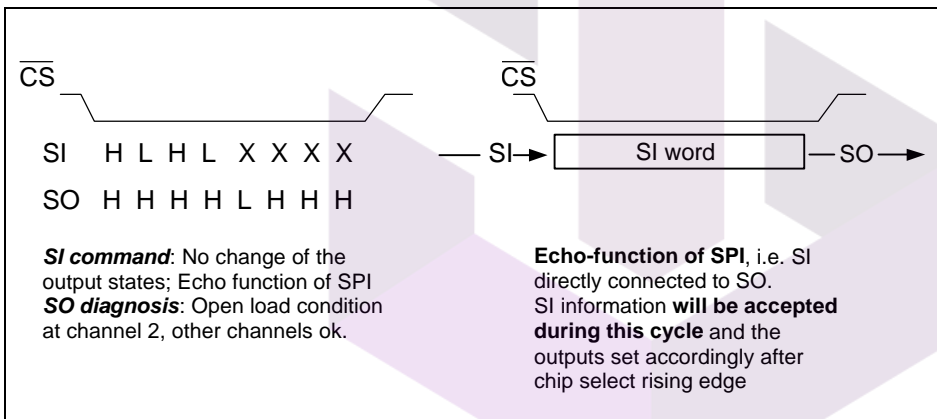 CS
SI H L H L X X X X
SO H H H H L H H H
SI command: No change of the
output states; Echo function of SPI
SO diagnosis: Open load condition
at channel 2, other channels ok.
CS
SI SI word SO
Echo-function of SPI, i.e. SI
directly connected to SO.
SI information will be accepted
during this cycle and the
outputs set accordingly after
chip select rising edge